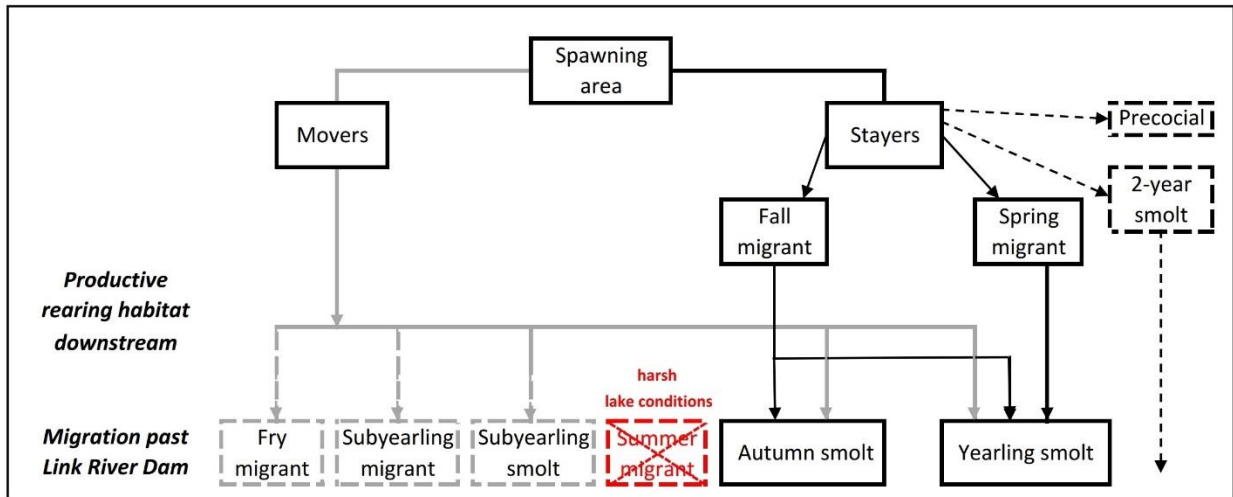 Spawning
area
Movers
Stayers
Precocial
2-year
smolt
Fall
migrant
Spring
migrant
Productive
rearing habitat
downstream
harsh
lake conditions
Migration past
Link River Dam
Fry
migrant
Subyearling
migrant
Subyearling
smolt
Summer
migrant
Autumn smolt
Yearling smolt